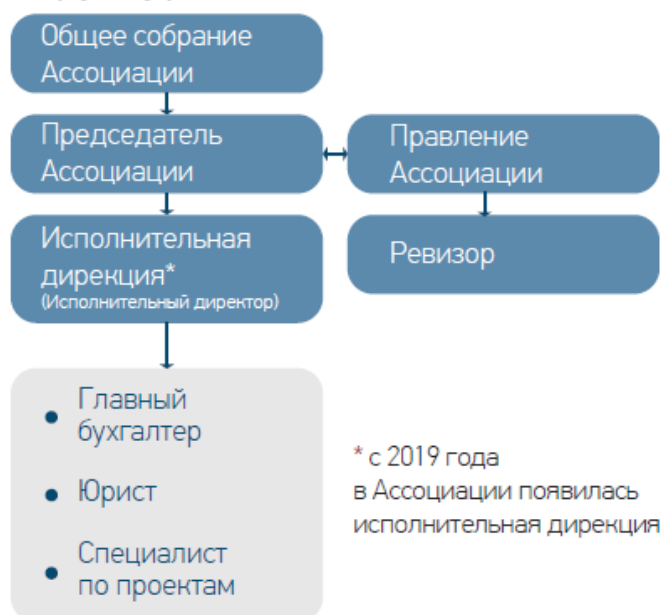 Общее собрание
Ассоциации
Председатель
Ассоциации
Правление
Ассоциации
Исполнительная
дирекция*
(Исполнительный директор)
Ревизор
• Главный
бухгалтер
• Юрист
• Специалист
по проектам
* с 2019 года
в Ассоциации появилась
исполнительная дирекция